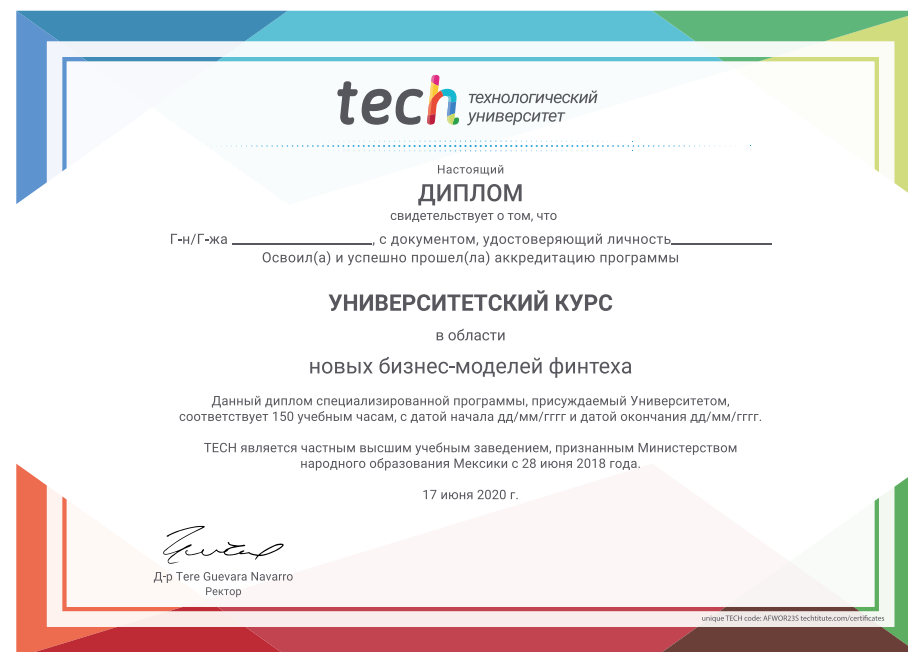 tech технологический
университет
Настоящий
ДИПЛОМ
свидетельствует о том, что
Г-н/Г-жа ____________________, с документом, удостоверяющий личность______________
Освоил(а) и успешно прошел(ла) аккредитацию программы
УНИВЕРСИТЕТСКИЙ КУРС
в области
новых бизнес-моделей финтеха
Данный диплом специализированной программы, присуждаемый Университетом,
соответствует 150 учебным часам, с датой начала дд/мм/гггг и датой окончания дд/мм/гггг.
TECH является частным высшим учебным заведением, признанным Министерством
народного образования Мексики с 28 июня 2018 года.
17 июня 2020 г.
Д-р Tere Guevara Navarro
Ректор
unique TECH code: AFWOR23S techtitute.com/certificates